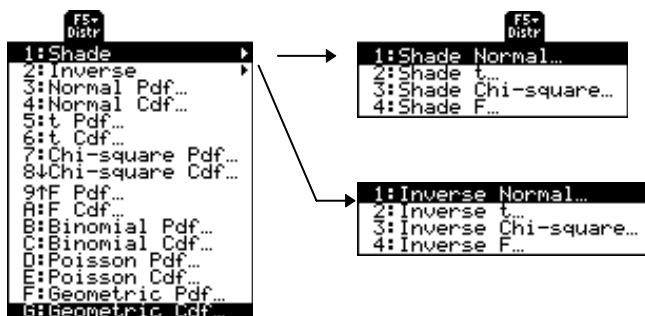 F5▾
Distr
1:Shade ▸
2:Inverse ▸
3:Normal Pdf…
4:Normal Cdf…
5:t Pdf…
6:t Cdf…
7:Chi-square Pdf…
8↓Chi-square Cdf…
9↑F Pdf…
A:F Cdf…
B:Binomial Pdf…
C:Binomial Cdf…
D:Poisson Pdf…
E:Poisson Cdf…
F:Geometric Pdf…
G:Geometric Cdf…
F5▾
Distr
1:Shade Normal…
2:Shade t…
3:Shade Chi-square…
4:Shade F…
1:Inverse Normal…
2:Inverse t…
3:Inverse Chi-square…
4:Inverse F…